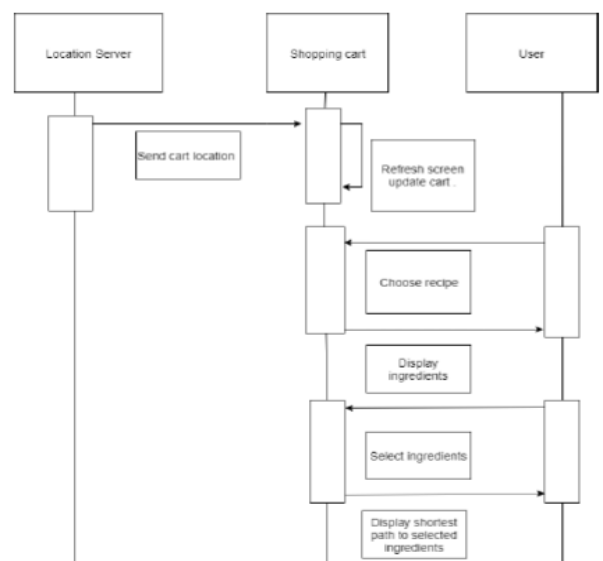 Location Server
Shopping cart
User
Send cart location
Refresh screen
update cart .
Choose recipe
Display
ingredients
Select ingredients
Display shortest
path to selected
ingredients